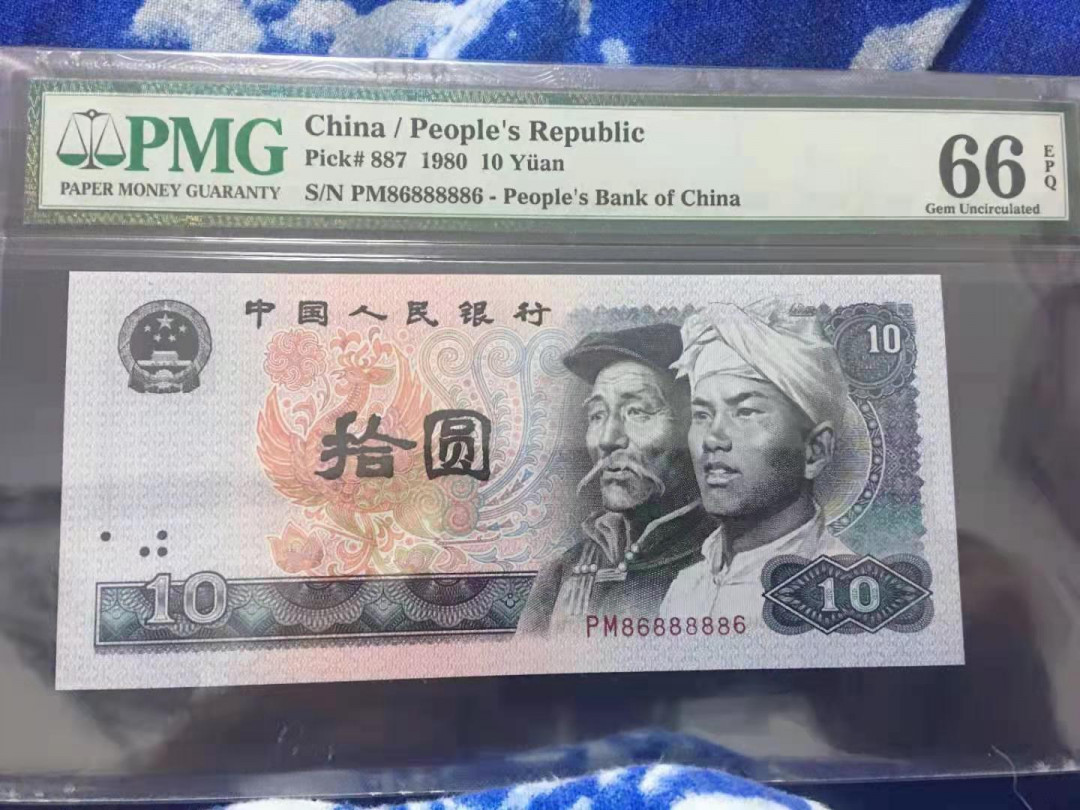 PMG
PAPER MONEY GUARANTY
China / People's Republic
Pick# 887 1980 10 Yüan
S/N PM86888886 - People's Bank of China
66
EPQ
Gem Uncirculated
中国人民银行
10
拾圆
10
10
PM86888886